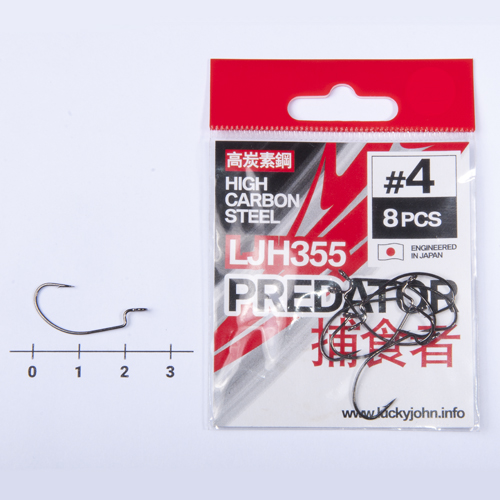 高炭素鋼
HIGH
CARBON
STEEL
#4
8 PCS
ENGINEERED
IN JAPAN
LJH355
PREDATOR
捕食者
www.luckyjohn.info
0 1 2 3